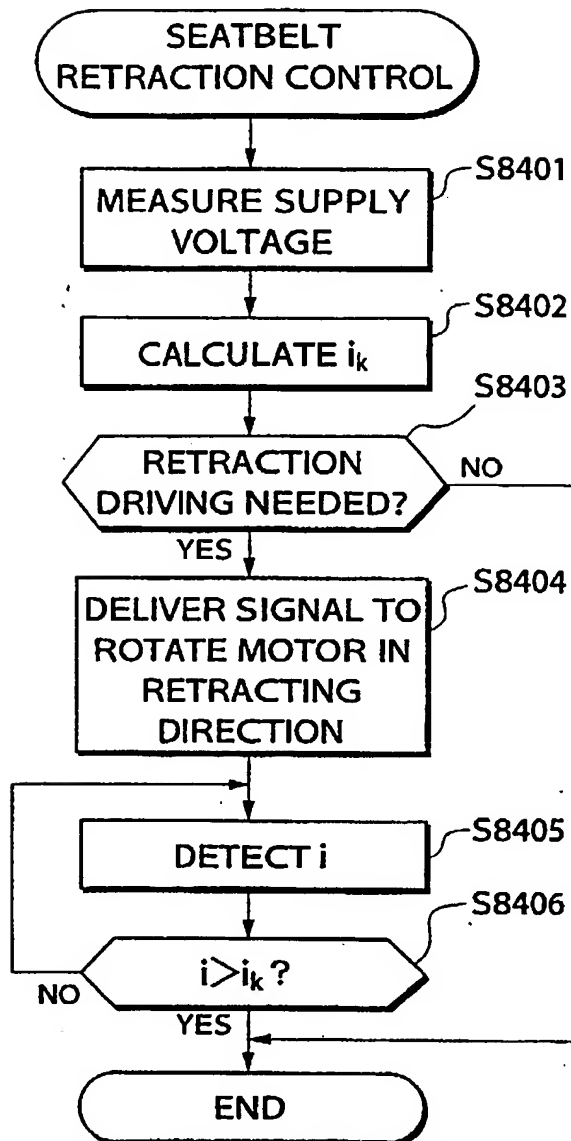 SEATBELT
RETRACTION CONTROL
S8401
MEASURE SUPPLY
VOLTAGE
S8402
CALCULATE iₖ
S8403
RETRACTION
DRIVING NEEDED?
NO
YES
S8404
DELIVER SIGNAL TO
ROTATE MOTOR IN
RETRACTING
DIRECTION
S8405
DETECT i
S8406
i>iₖ?
NO
YES
END